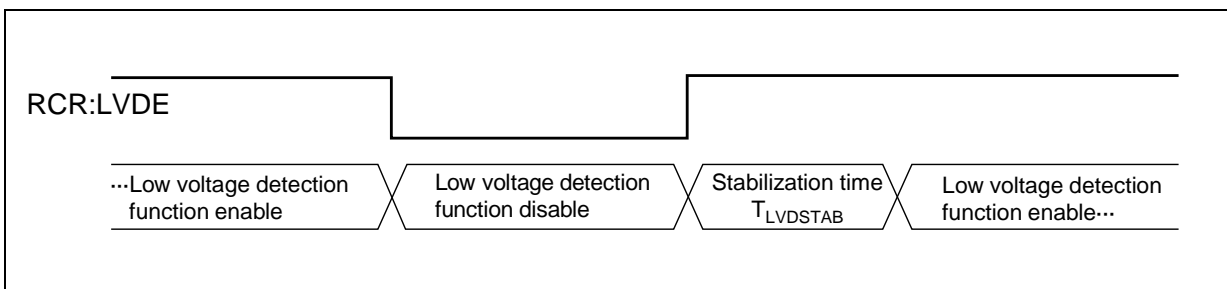 RCR:LVDE
···Low voltage detection
function enable
Low voltage detection
function disable
Stabilization time
TLVDSTAB
Low voltage detection
function enable···